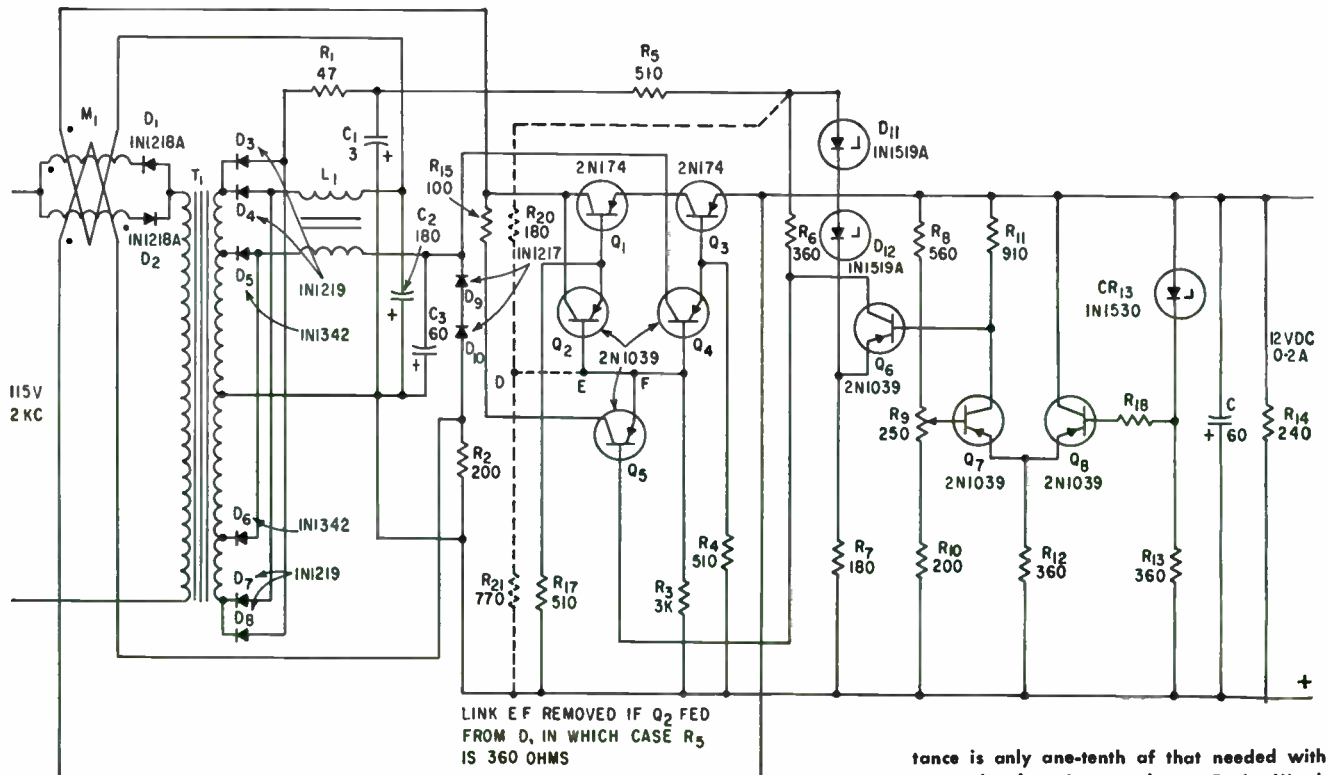 R1
47
R5
510
M1
D1
1N1218A
D3
C1
3
+
D11
1N1519A
2N174
2N174
R15
100
T1
D4
L1
C2
180
R20
180
Q1
Q3
R6
360
D12
1N1519A
R8
560
R11
910
1N1218A
D2
D5
1N1217
1N1219
D9
CR13
1N1530
1N1342
C3
60
+
+
D10
Q2
Q4
2N1039
Q6
2N1039
12VDC
0-2A
115V
2KC
D
E
F
R9
250
R18
C
60
+
R14
240
R2
200
Q5
Q7
2N1039
Q8
2N1039
D6
1N1342
R4
510
R7
180
R10
200
R12
360
R13
360
D7
1N1219
D8
R21
770
R17
510
R3
3K
+
LINK EF REMOVED IF Q2 FED
FROM D, IN WHICH CASE R5
IS 360 OHMS
tance is only ane-tenth of that needed with